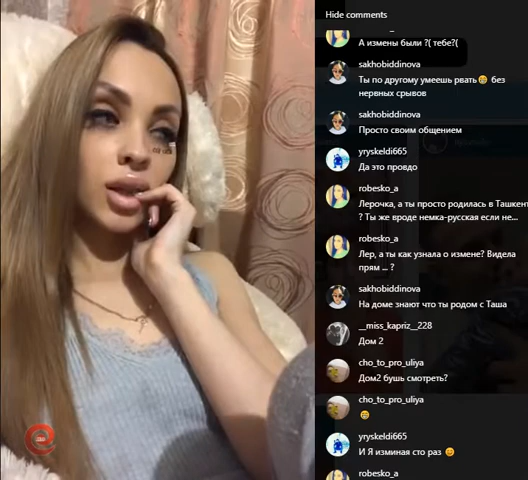 Hide comments
А измены были ?( тебе?(
sakhobiddinova
Ты по другому умеешь рвать😁 без
нервных срывов
sakhobiddinova
Просто своим общением
yryskeldi665
Да это провдо
robesko_a
Лерочка, а ты просто родилась в Ташкент
? Ты же вроде немка-русская если не...
robesko_a
Лер, а ты как узнала о измене? Видела
прям ... ?
sakhobiddinova
На доме знают что ты родом с Таша
__miss_kapriz__228
Дом 2
cho_to_pro_uliya
Дом2 бушь смотреть?
cho_to_pro_uliya
😁
yryskeldi665
И Я изминая сто раз 😊
robesko_a